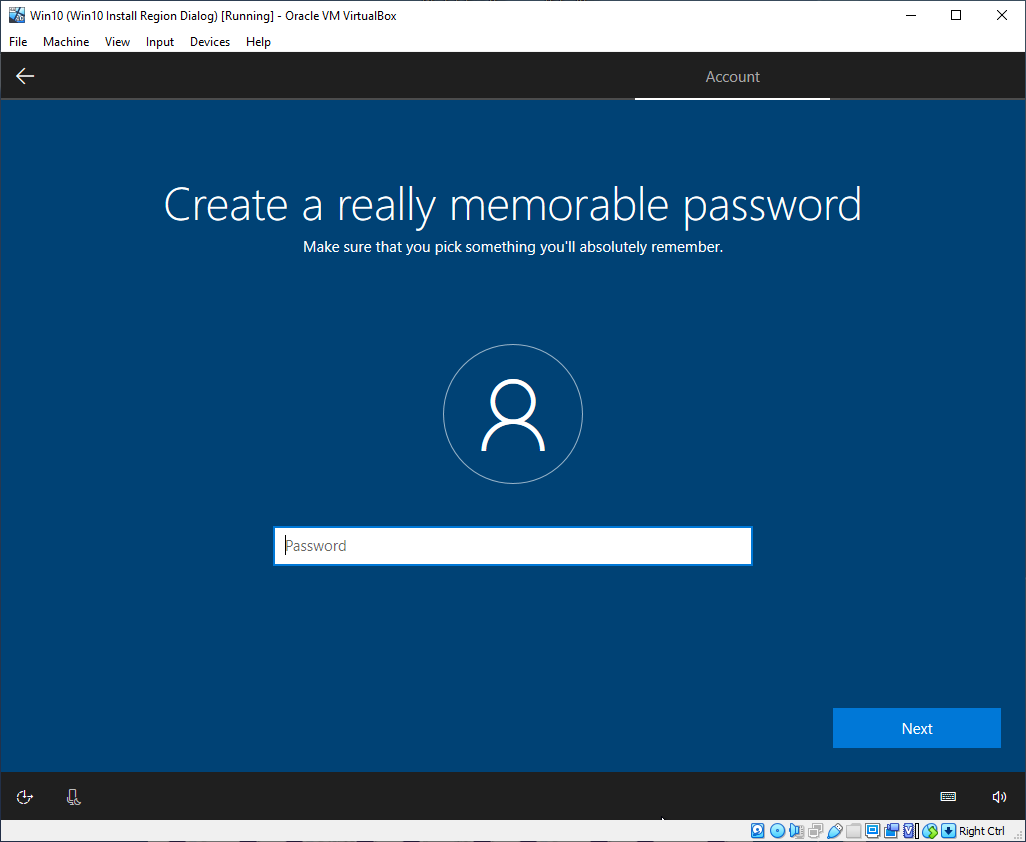 Win10 (Win10 Install Region Dialog) [Running] - Oracle VM VirtualBox
File Machine View Input Devices Help
Account
Create a really memorable password
Make sure that you pick something you'll absolutely remember.
Password
Next
Right Ctrl